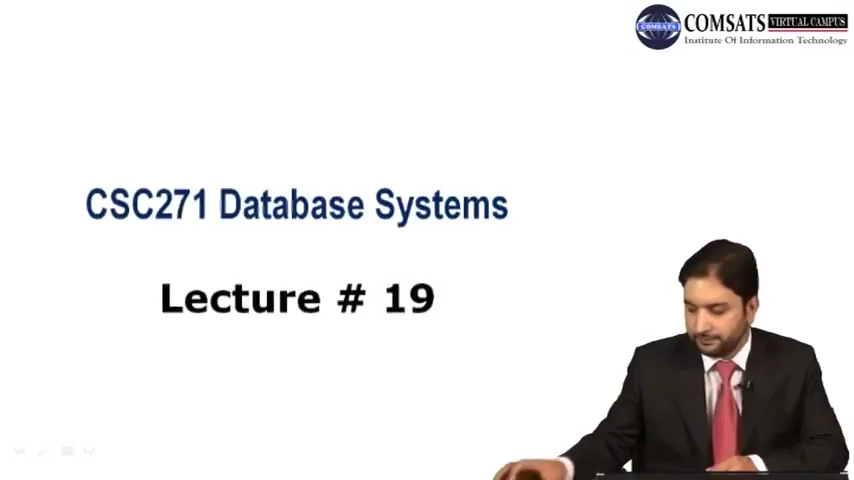 COMSATS VIRTUAL CAMPUS
Institute Of Information Technology
COMSATS
CSC271 Database Systems
Lecture # 19